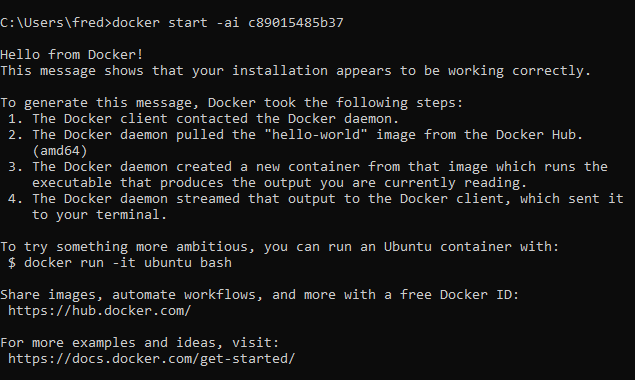 C:\Users\fred>docker start -ai c89015485b37
Hello from Docker!
This message shows that your installation appears to be working correctly.
To generate this message, Docker took the following steps:
1. The Docker client contacted the Docker daemon.
2. The Docker daemon pulled the "hello-world" image from the Docker Hub.
(amd64)
3. The Docker daemon created a new container from that image which runs the
executable that produces the output you are currently reading.
4. The Docker daemon streamed that output to the Docker client, which sent it
to your terminal.
To try something more ambitious, you can run an Ubuntu container with:
$ docker run -it ubuntu bash
Share images, automate workflows, and more with a free Docker ID:
https://hub.docker.com/
For more examples and ideas, visit:
https://docs.docker.com/get-started/